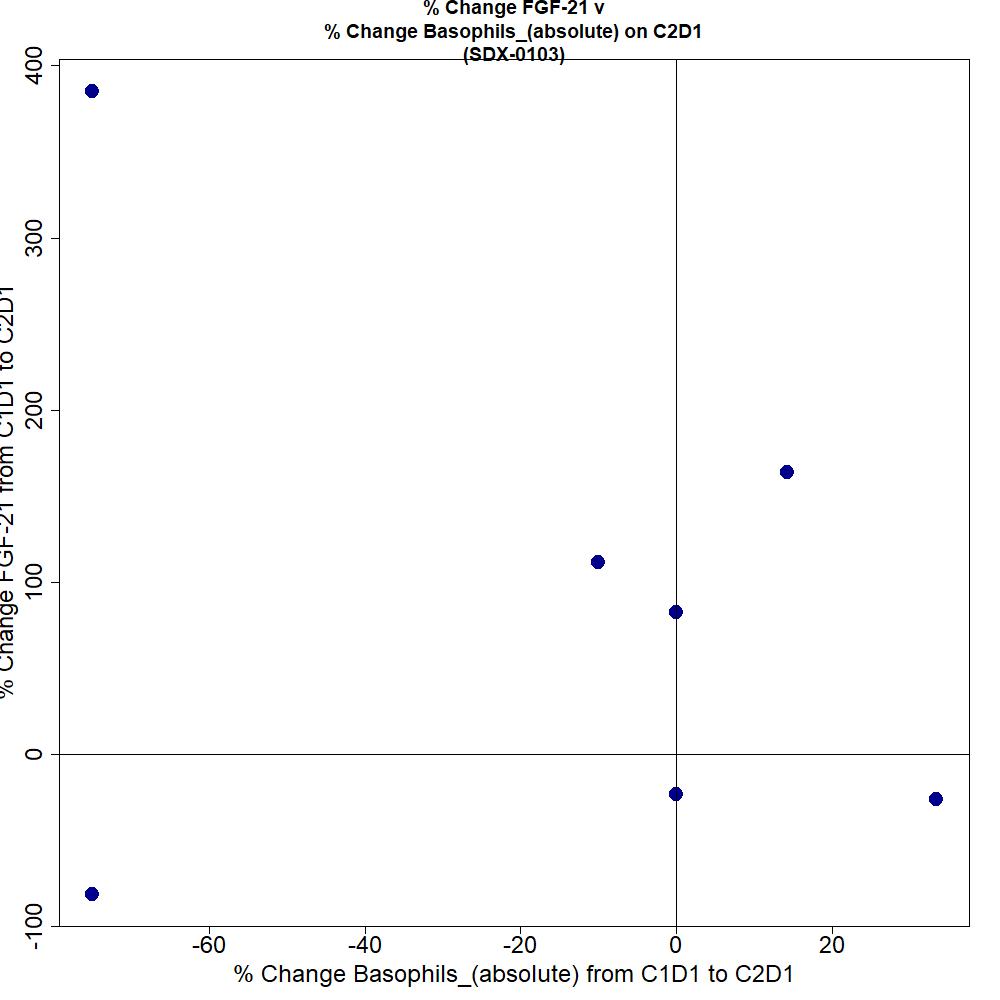 % Change FGF-21 v
% Change Basophils_(absolute) on C2D1
(SDX-0103)
400
300
200
100
0
-100
% Change FGF-21 from C1D1 to C2D1
-60
-40
-20
0
20
% Change Basophils_(absolute) from C1D1 to C2D1